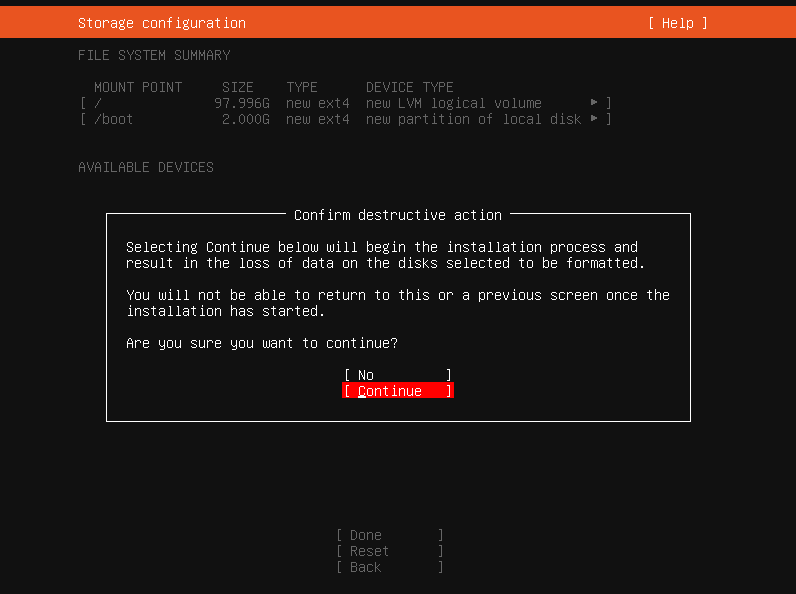 Storage configuration [ Help ]
FILE SYSTEM SUMMARY
MOUNT POINT SIZE TYPE DEVICE TYPE
[ / 97.996G new ext4 new LVM logical volume ▸ ]
[ /boot 2.000G new ext4 new partition of local disk ▸ ]
AVAILABLE DEVICES
Confirm destructive action
Selecting Continue below will begin the installation process and
result in the loss of data on the disks selected to be formatted.
You will not be able to return to this or a previous screen once the
installation has started.
Are you sure you want to continue?
[ No ]
[ Continue ]
[ Done ]
[ Reset ]
[ Back ]